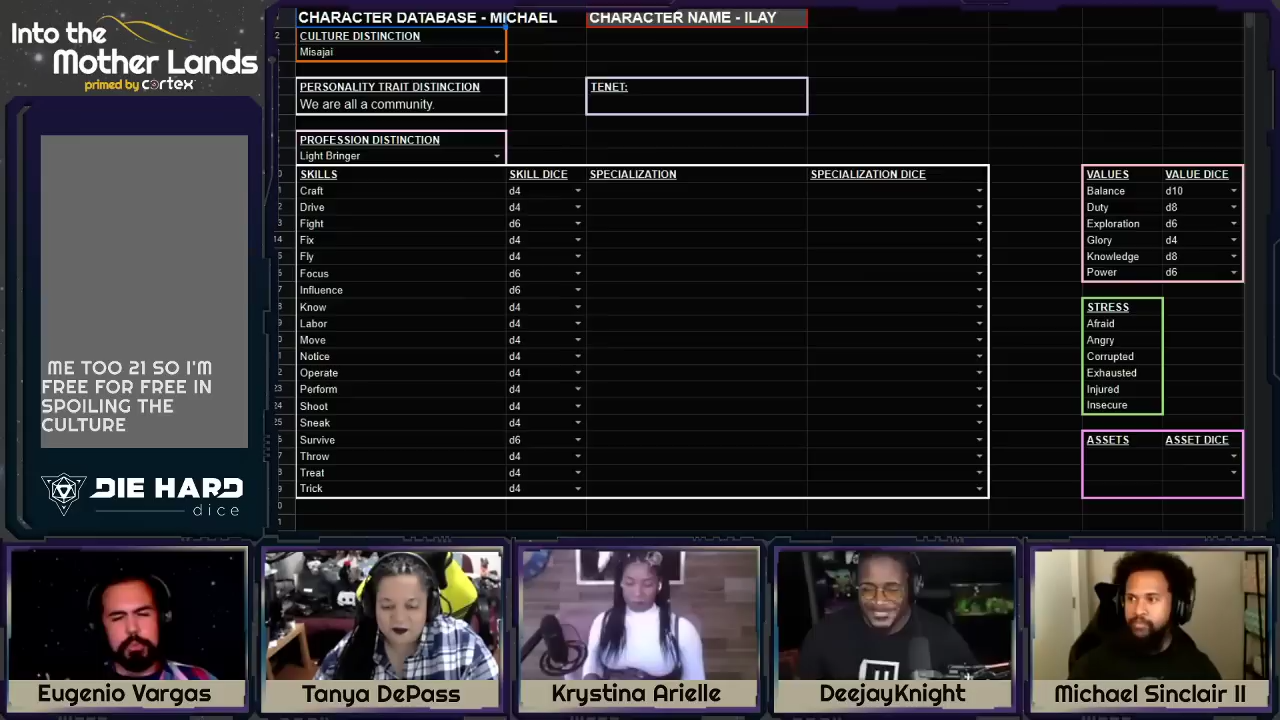 Into the
Mother Lands
primed by cortex
ME TOO 21 SO I'M
FREE FOR FREE IN
SPOILING THE
CULTURE
DIE HARD
dice
CHARACTER DATABASE - MICHAEL
CHARACTER NAME - ILAY
CULTURE DISTINCTION
Misajai
PERSONALITY TRAIT DISTINCTION
We are all a community.
TENET:
PROFESSION DISTINCTION
Light Bringer
SKILLS SKILL DICE SPECIALIZATION SPECIALIZATION DICE
Craft d4
Drive d4
Fight d6
Fix d4
Fly d4
Focus d6
Influence d6
Know d4
Labor d4
Move d4
Notice d4
Operate d4
Perform d4
Shoot d4
Sneak d4
Survive d6
Throw d4
Treat d4
Trick d4
VALUES VALUE DICE
Balance d10
Duty d8
Exploration d6
Glory d4
Knowledge d8
Power d6
STRESS
Afraid
Angry
Corrupted
Exhausted
Injured
Insecure
ASSETS ASSET DICE
Eugenio Vargas
Tanya DePass
Krystina Arielle
DeejayKnight
Michael Sinclair II